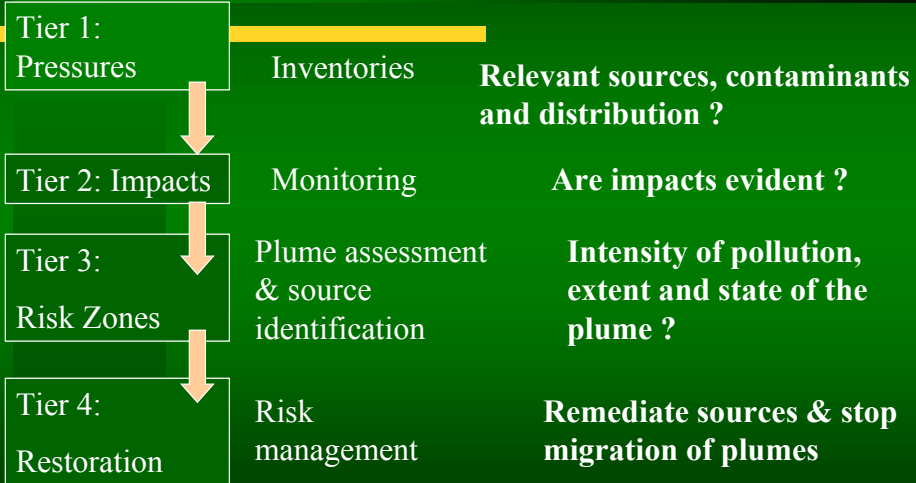 Tier 1:
Pressures
Inventories
Relevant sources, contaminants
and distribution ?
Tier 2: Impacts
Monitoring
Are impacts evident ?
Tier 3:
Risk Zones
Plume assessment
& source
identification
Intensity of pollution,
extent and state of the
plume ?
Tier 4:
Restoration
Risk
management
Remediate sources & stop
migration of plumes